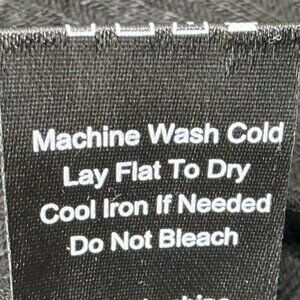 Machine Wash Cold
Lay Flat To Dry
Cool Iron If Needed
Do Not Bleach